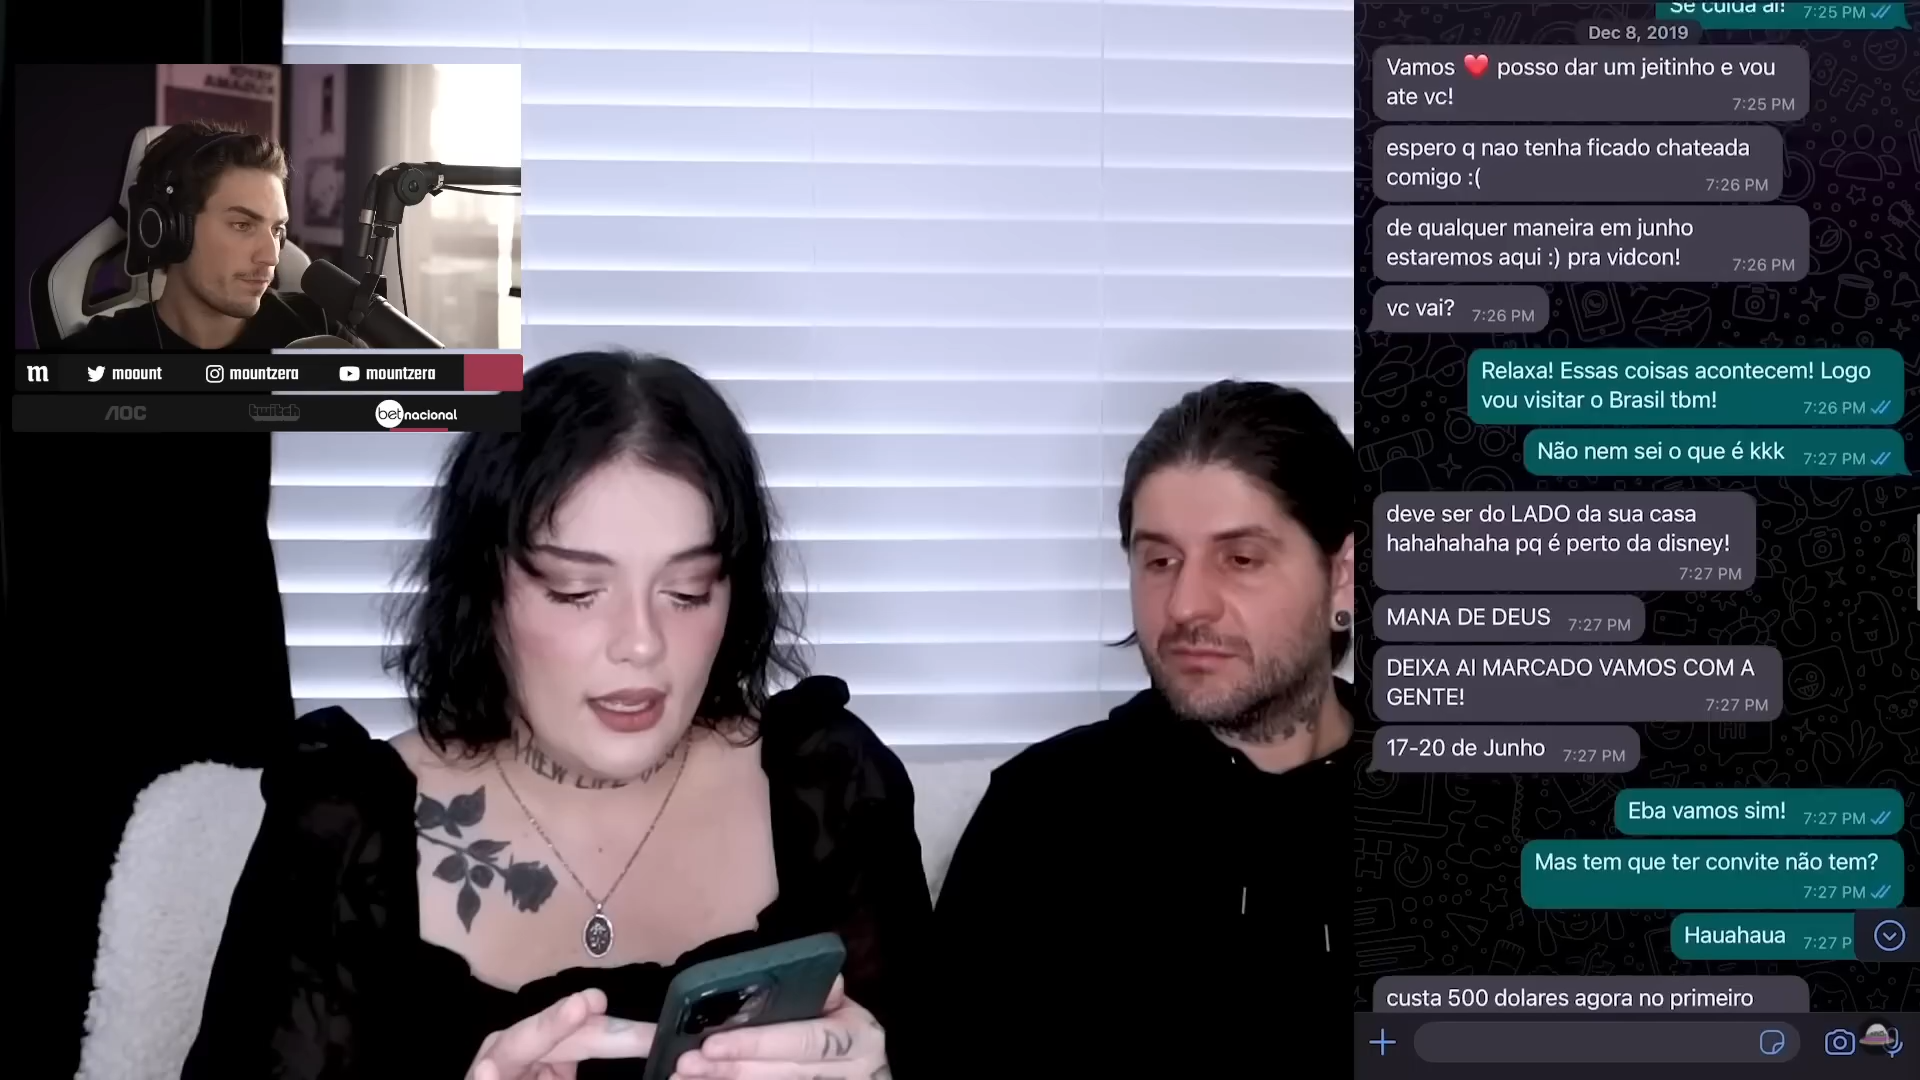 m
moount
mountzera
mountzera
AOC
twitch
betnacional
Se cuida aí! 7:25 PM
Dec 8, 2019
Vamos ❤️ posso dar um jeitinho e vou
ate vc!
7:25 PM
espero q nao tenha ficado chateada
comigo :(
7:26 PM
de qualquer maneira em junho
estaremos aqui :) pra vidcon!
7:26 PM
vc vai? 7:26 PM
Relaxa! Essas coisas acontecem! Logo
vou visitar o Brasil tbm!
7:26 PM
Não nem sei o que é kkk 7:27 PM
deve ser do LADO da sua casa
hahahahaha pq é perto da disney!
7:27 PM
MANA DE DEUS 7:27 PM
DEIXA AI MARCADO VAMOS COM A
GENTE!
7:27 PM
17-20 de Junho 7:27 PM
Eba vamos sim! 7:27 PM
Mas tem que ter convite não tem?
7:27 PM
Hauahaua 7:27 P
custa 500 dolares agora no primeiro